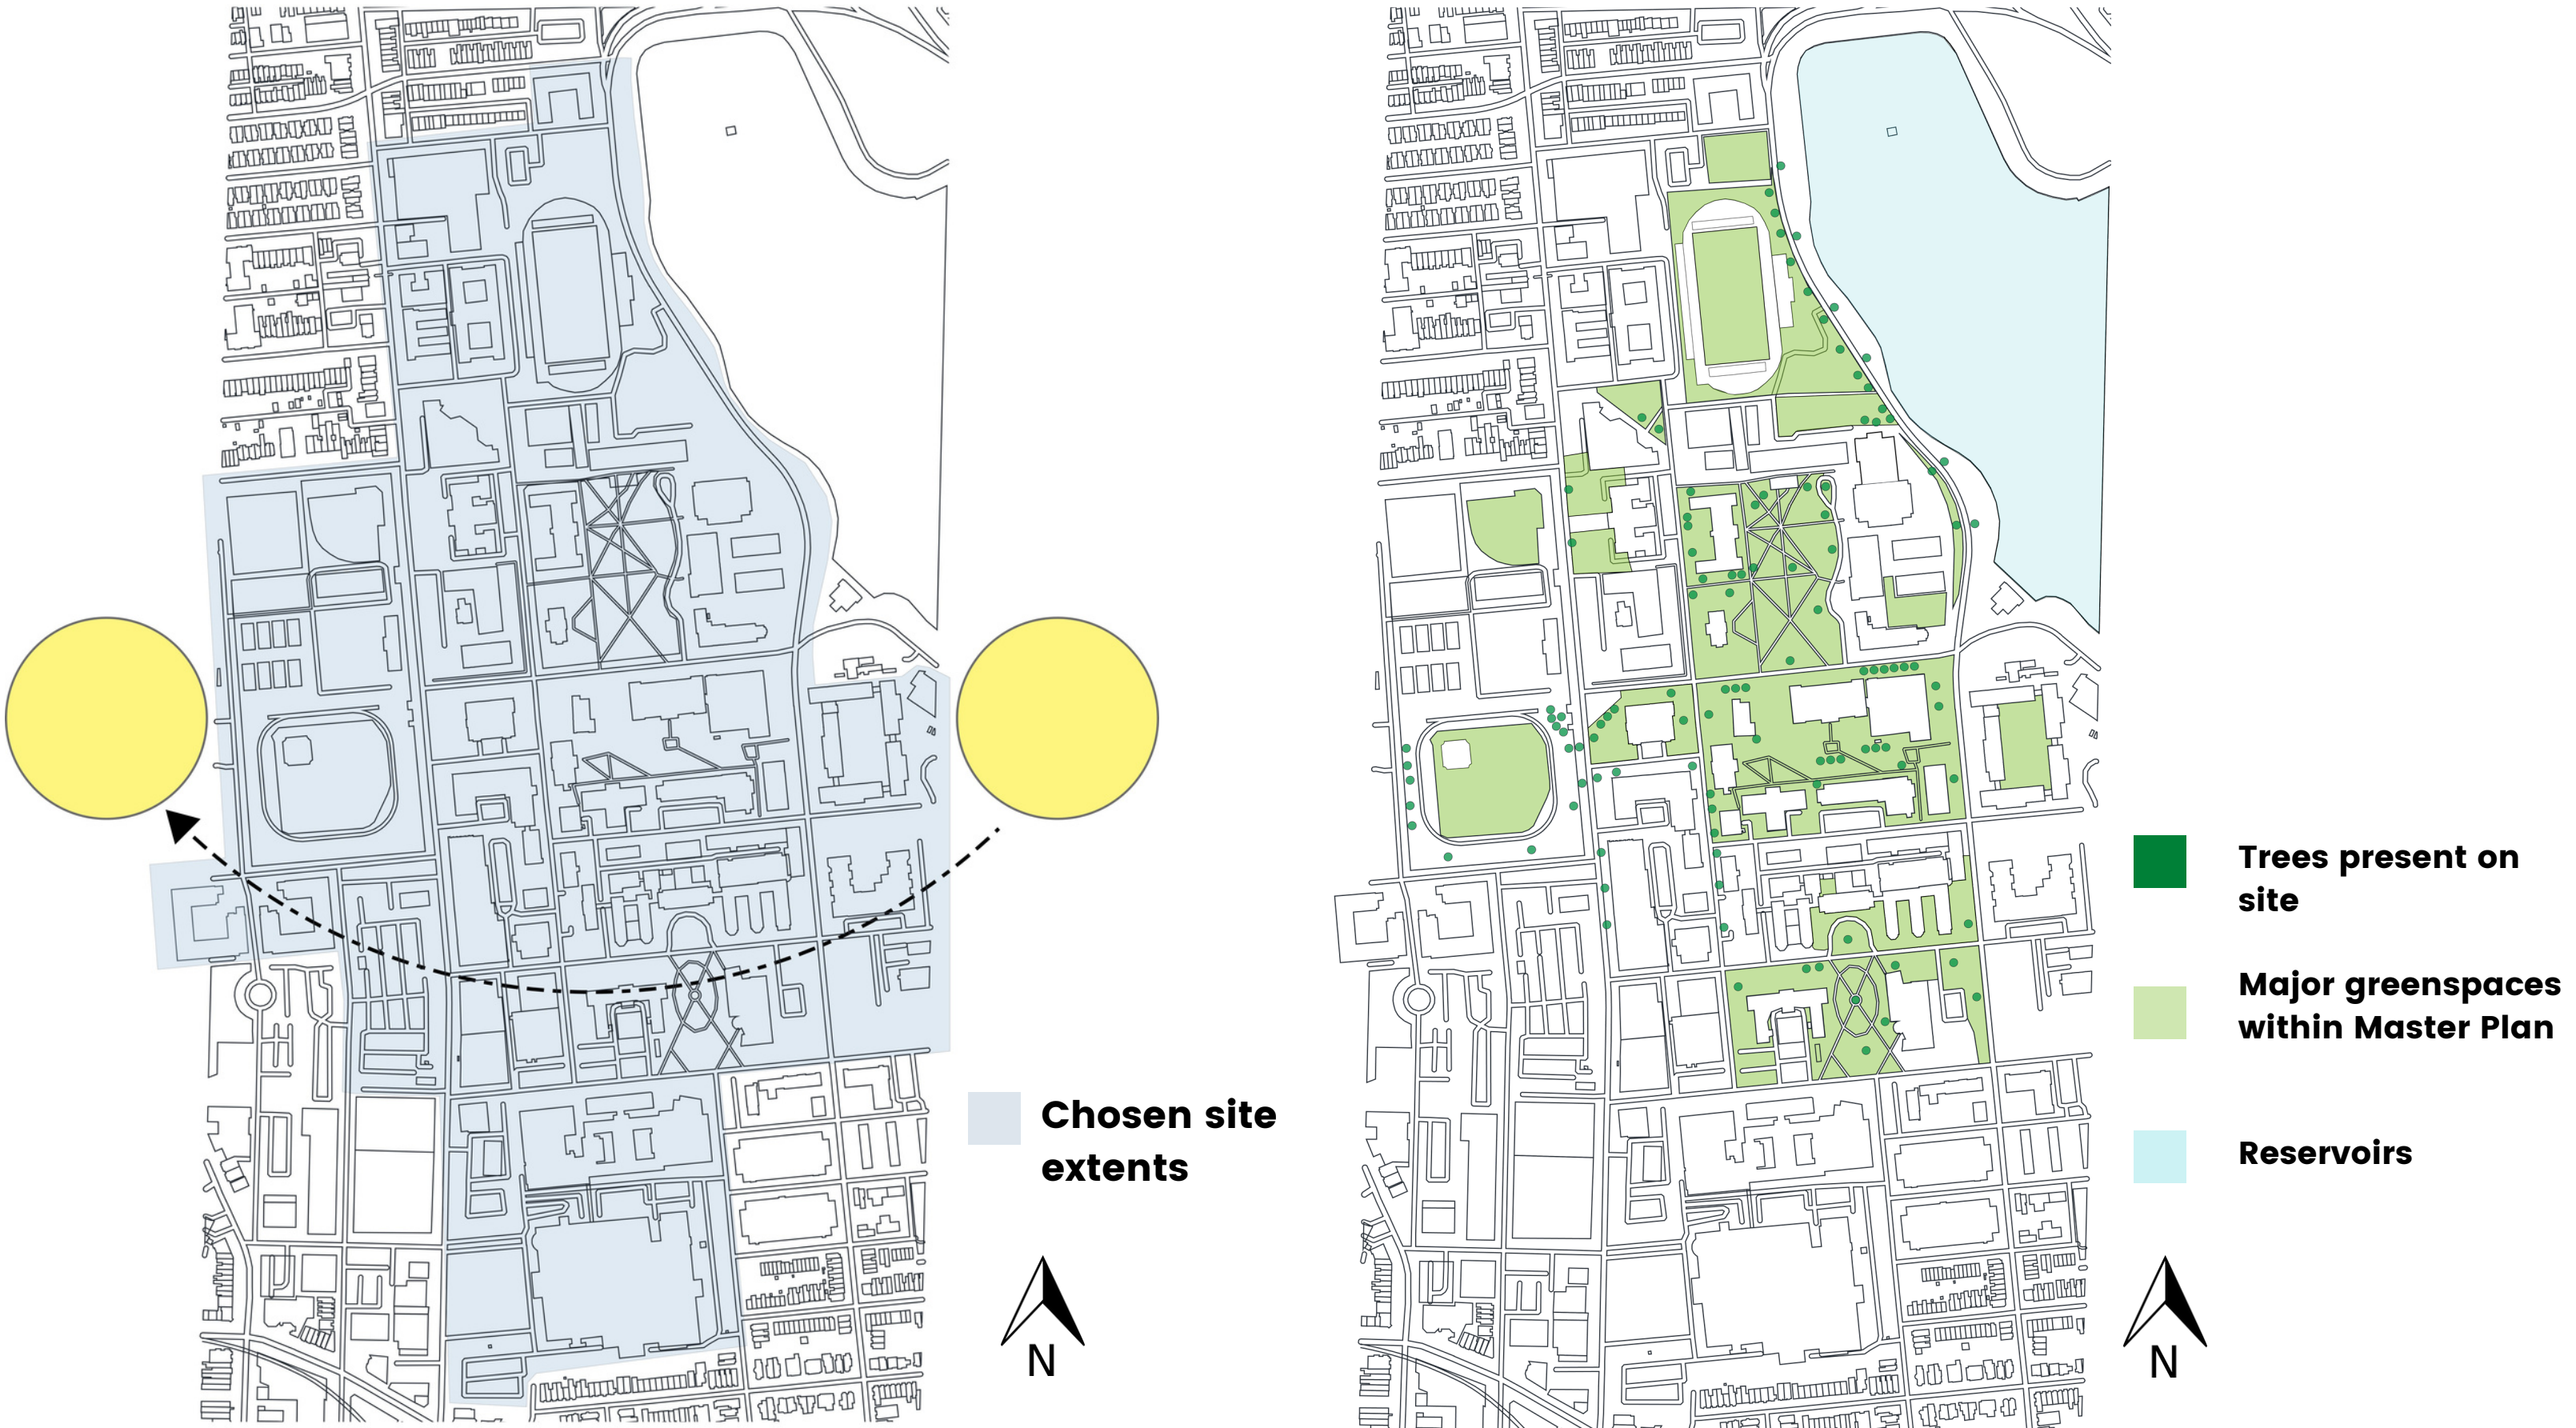 Chosen site
extents
N
Trees present on
site
Major greenspaces
within Master Plan
Reservoirs
N